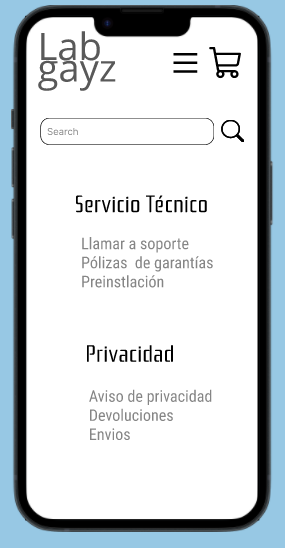 Lab
gayz
Search
Servicio Técnico
Llamar a soporte
Pólizas de garantías
Preinstlación
Privacidad
Aviso de privacidad
Devoluciones
Envios